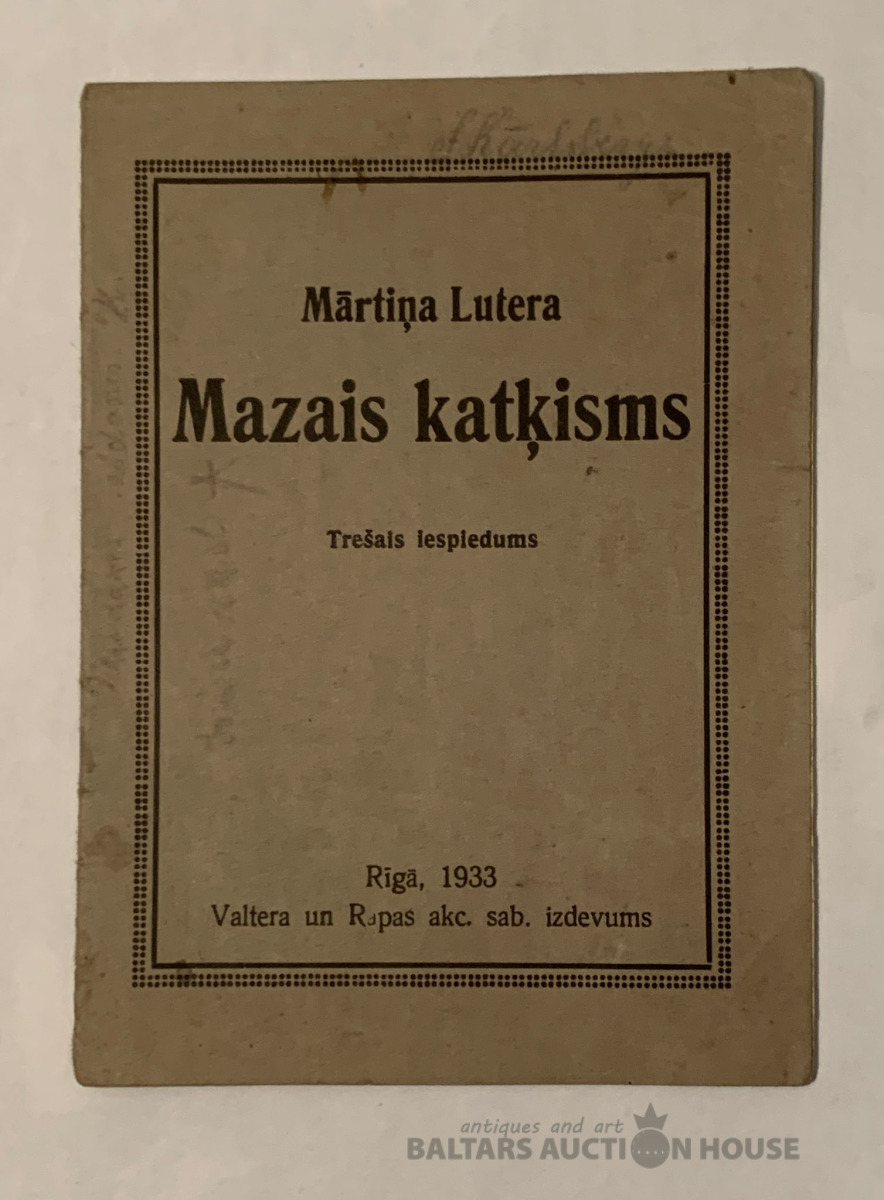 Mārtiņa Lutera
Mazais katķisms
Trešais iespiedums
Rīgā, 1933
Valtera un Rapas akc. sab. izdevums
antiques and art
BALTARS AUCTION HOUSE